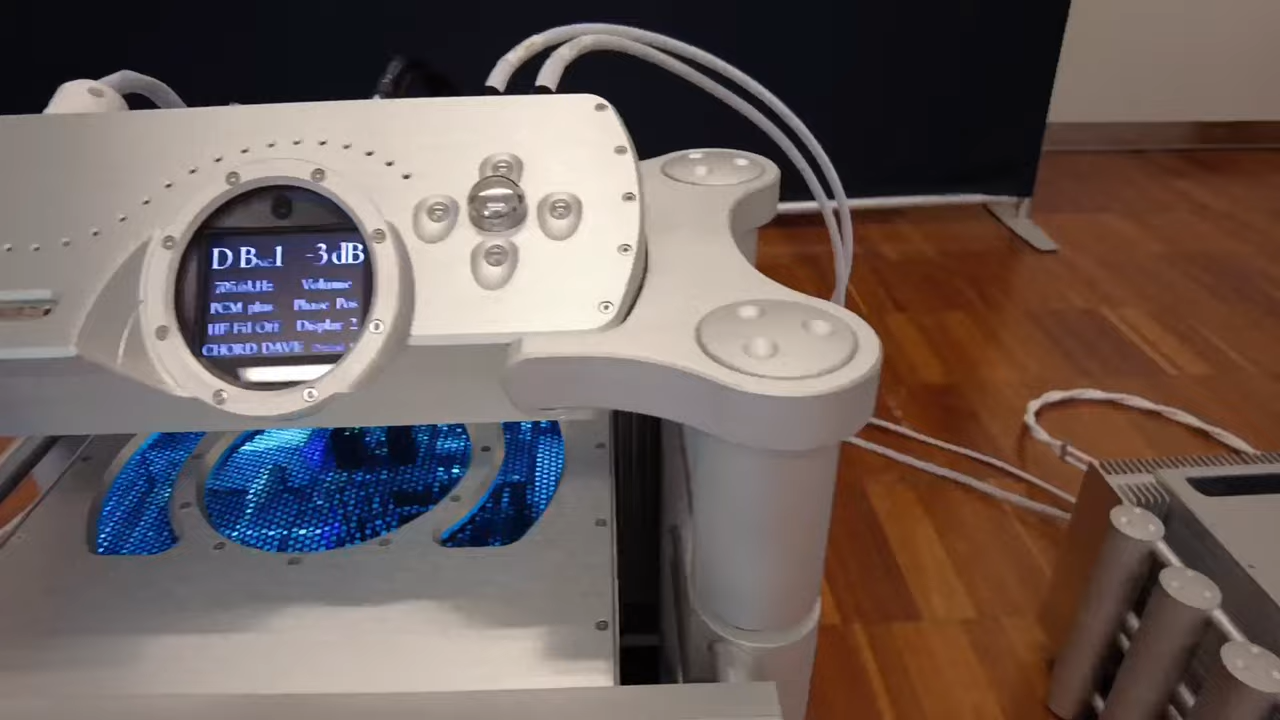 D BNC1 -3dB
705.6kHz Volume
PCM plus Phase Pos
HF Fil Off Display 2
CHORD DAVE